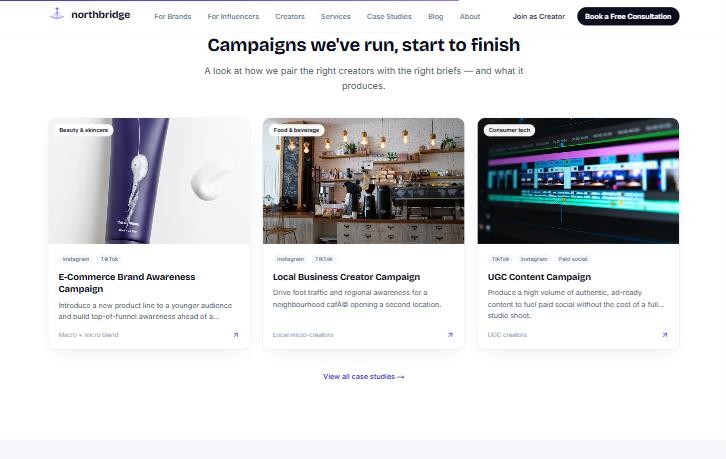 northbridge
For Brands For Influencers Creators Services Case Studies Blog About Join as Creator Book a Free Consultation
Campaigns we've run, start to finish
A look at how we pair the right creators with the right briefs — and what it
produces.
Beauty & skincare
Instagram TikTok
E-Commerce Brand Awareness
Campaign
Introduce a new product line to a younger audience
and build top-of-funnel awareness ahead of a...
Macro + micro blend
Food & beverage
Instagram TikTok
Local Business Creator Campaign
Drive foot traffic and regional awareness for a
neighbourhood cafÃ© opening a second location.
Local micro-creators
Consumer tech
TikTok Instagram Paid social
UGC Content Campaign
Produce a high volume of authentic, ad-ready
content to fuel paid social without the cost of a full...
studio shoot.
UGC creators
View all case studies →